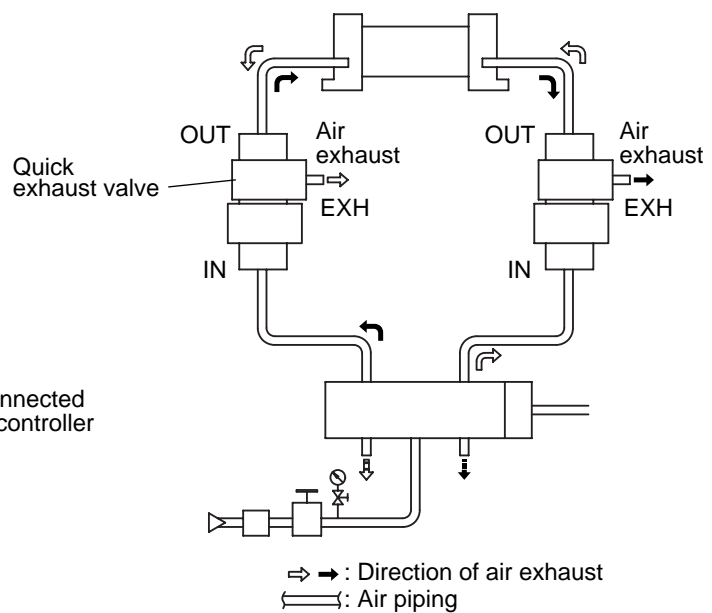 OUT
Air
exhaust
Quick
exhaust valve
EXH
IN
OUT
Air
exhaust
EXH
IN
nnected
controller
: Direction of air exhaust
: Air piping